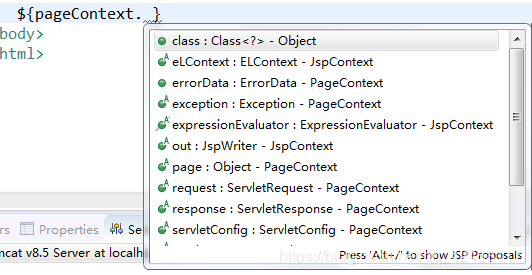 ${pageContext. }
body>
html>
class : Class<?> - Object
eLContext : ELContext - JspContext
errorData : ErrorData - PageContext
exception : Exception - PageContext
expressionEvaluator : ExpressionEvaluator - JspContext
out : JspWriter - JspContext
page : Object - PageContext
request : ServletRequest - PageContext
response : ServletResponse - PageContext
servletConfig : ServletConfig - PageContext
Press 'Alt+/' to show JSP Proposals
rs Properties Se
mcat v8.5 Server at localh